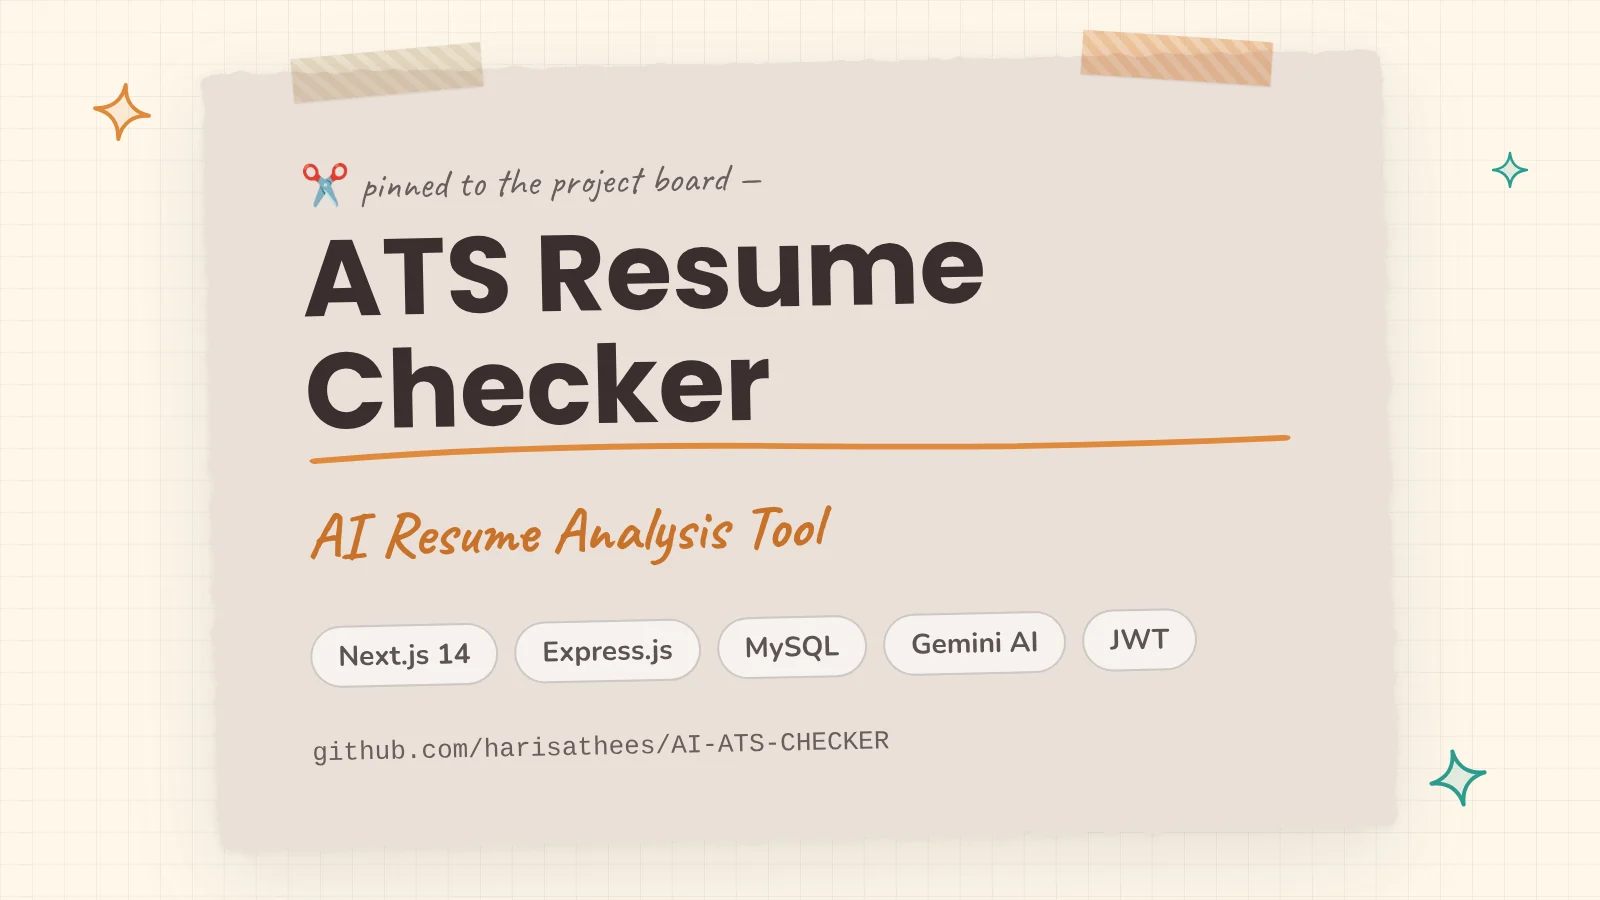 pinned to the project board —
ATS Resume
Checker
AI Resume Analysis Tool
Next.js 14 Express.js MySQL Gemini AI JWT
github.com/harisathees/AI-ATS-CHECKER